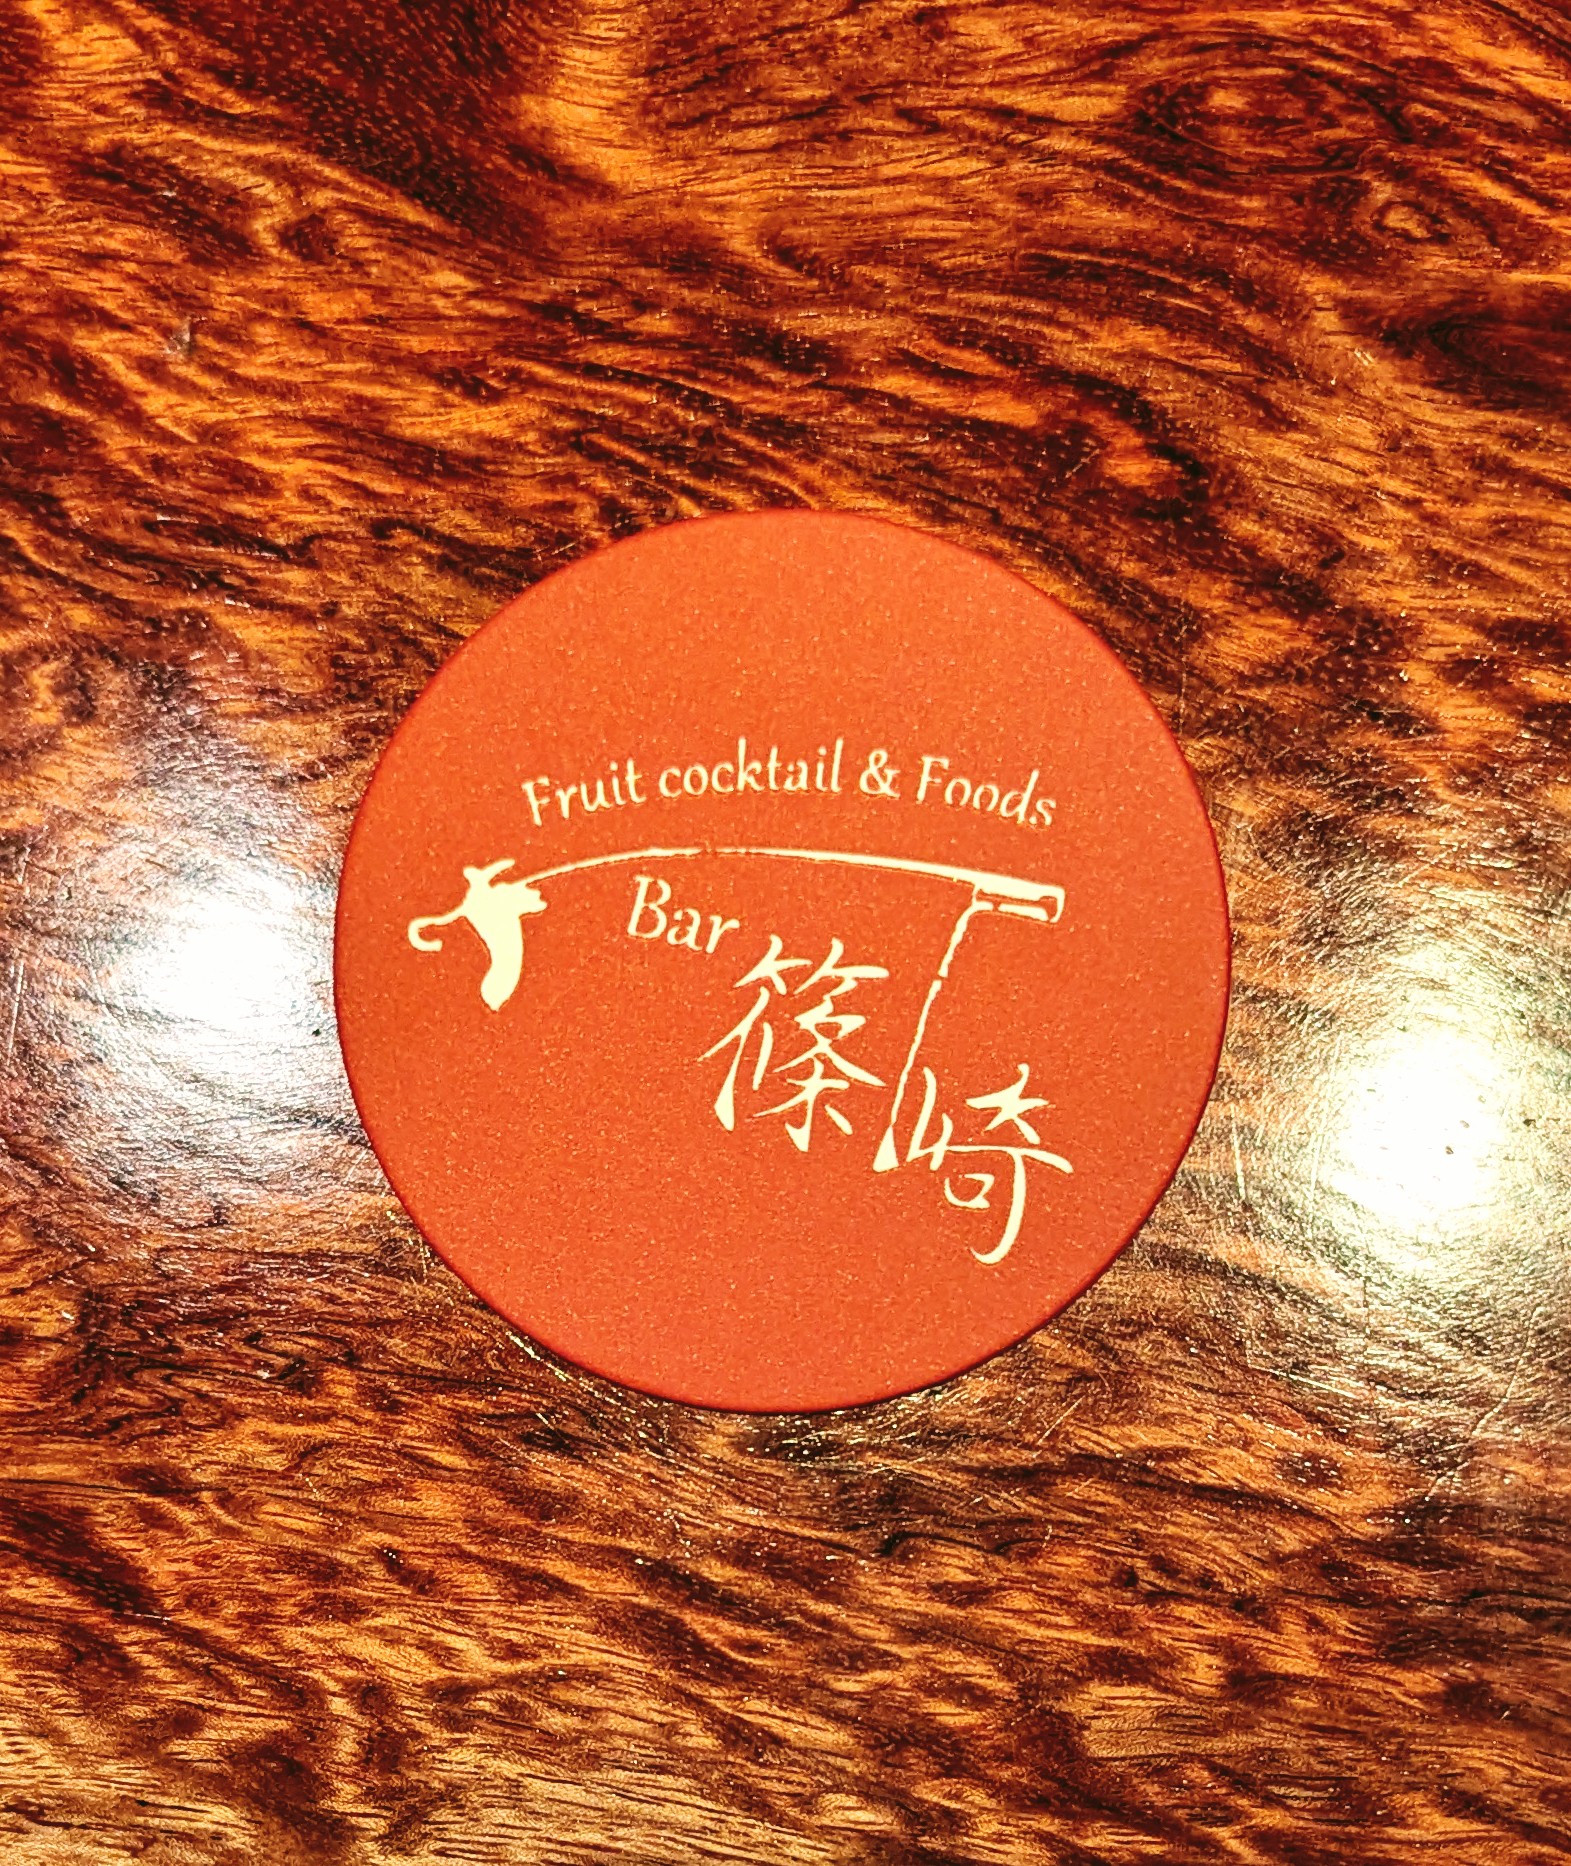 Fruit cocktail & Foods
Bar
篠崎